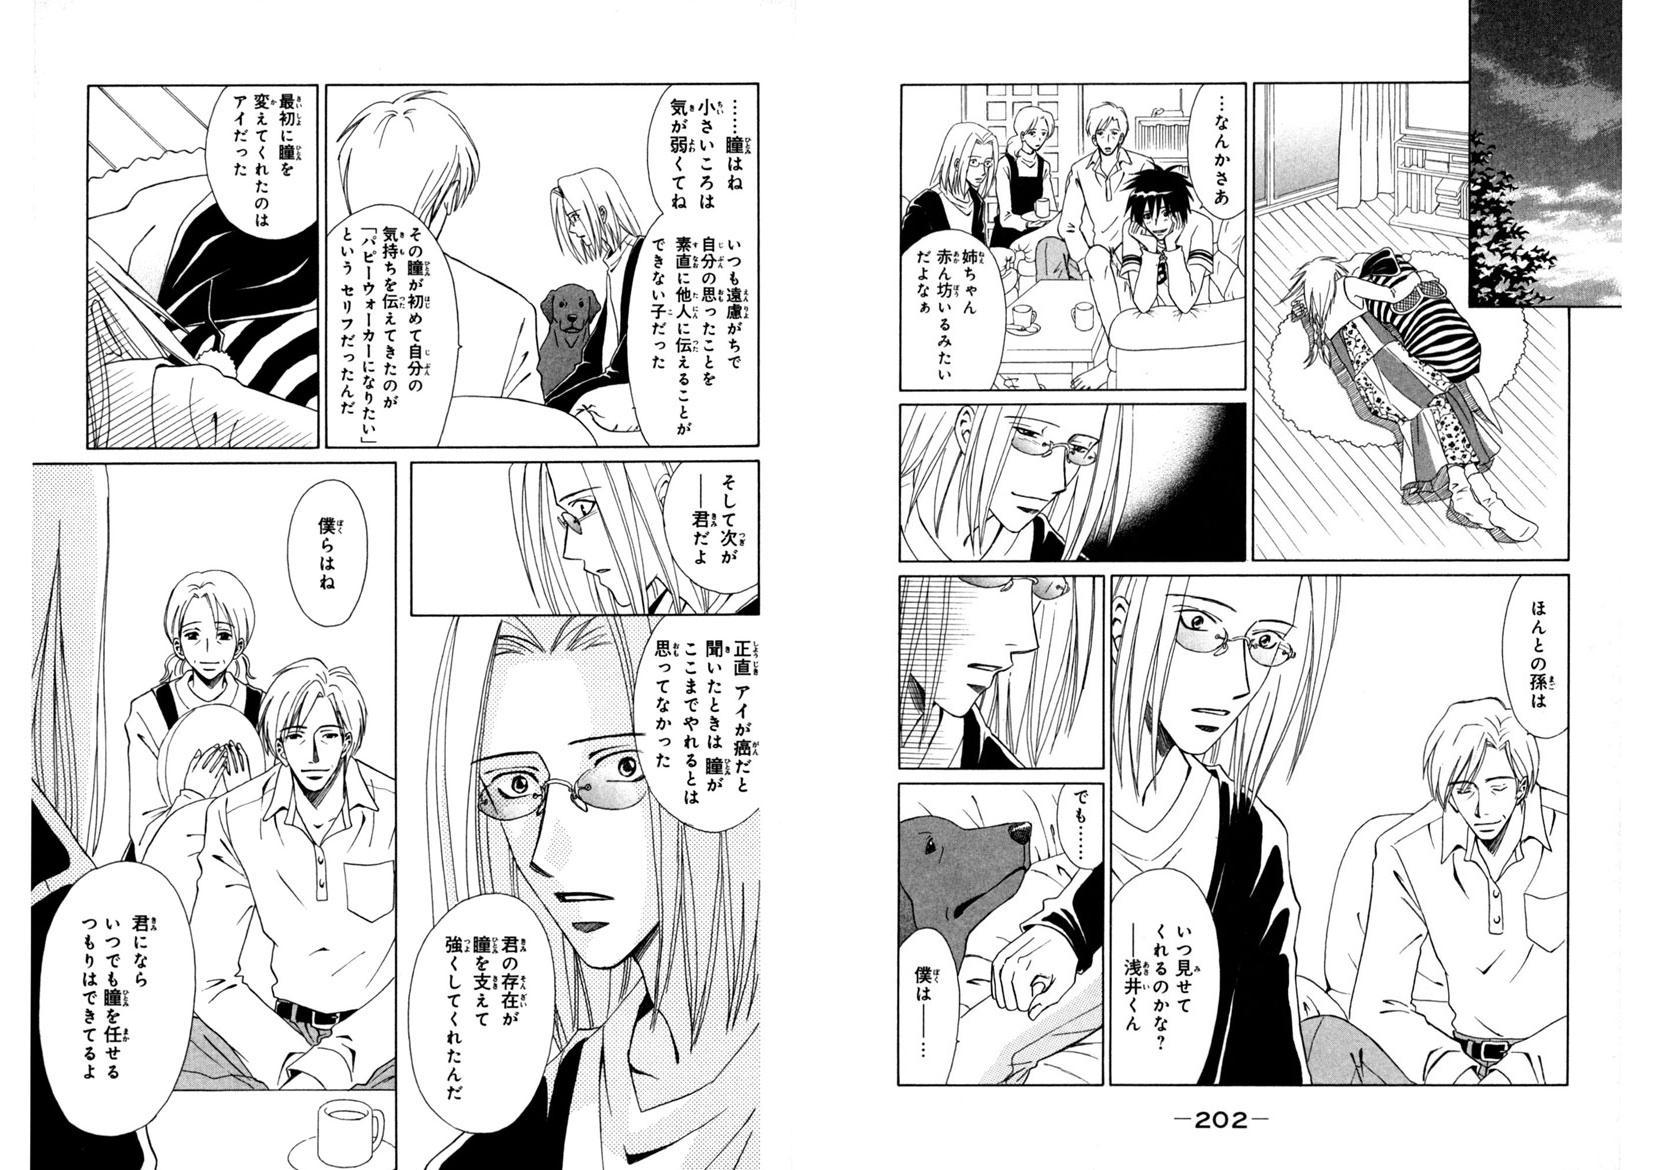 …なんかさあ
姉ちゃん
赤ん坊いるみたい
だよなぁ
ほんとの孫は
いつ見せて
くれるのかな?
――浅井くん
でも……
僕は――…
―202―
……瞳はね
小さいころは
気が弱くてね
いつも遠慮がちで
自分の思ったことを
素直に他人に伝えることが
できない子だった
その瞳が初めて自分の
気持ちを伝えてきたのが
「パピーウォーカーになりたい」
という セリフだったんだ
最初に瞳を
変えてくれたのは
アイだった
そして次が
――君だよ
正直 アイが癌だと
聞いたときは 瞳が
ここまでやれるとは
思ってなかった
君の存在が
瞳を支えて
強くしてくれたんだ
僕らはね
君になら
いつでも瞳を任せる
つもりはできてるよ